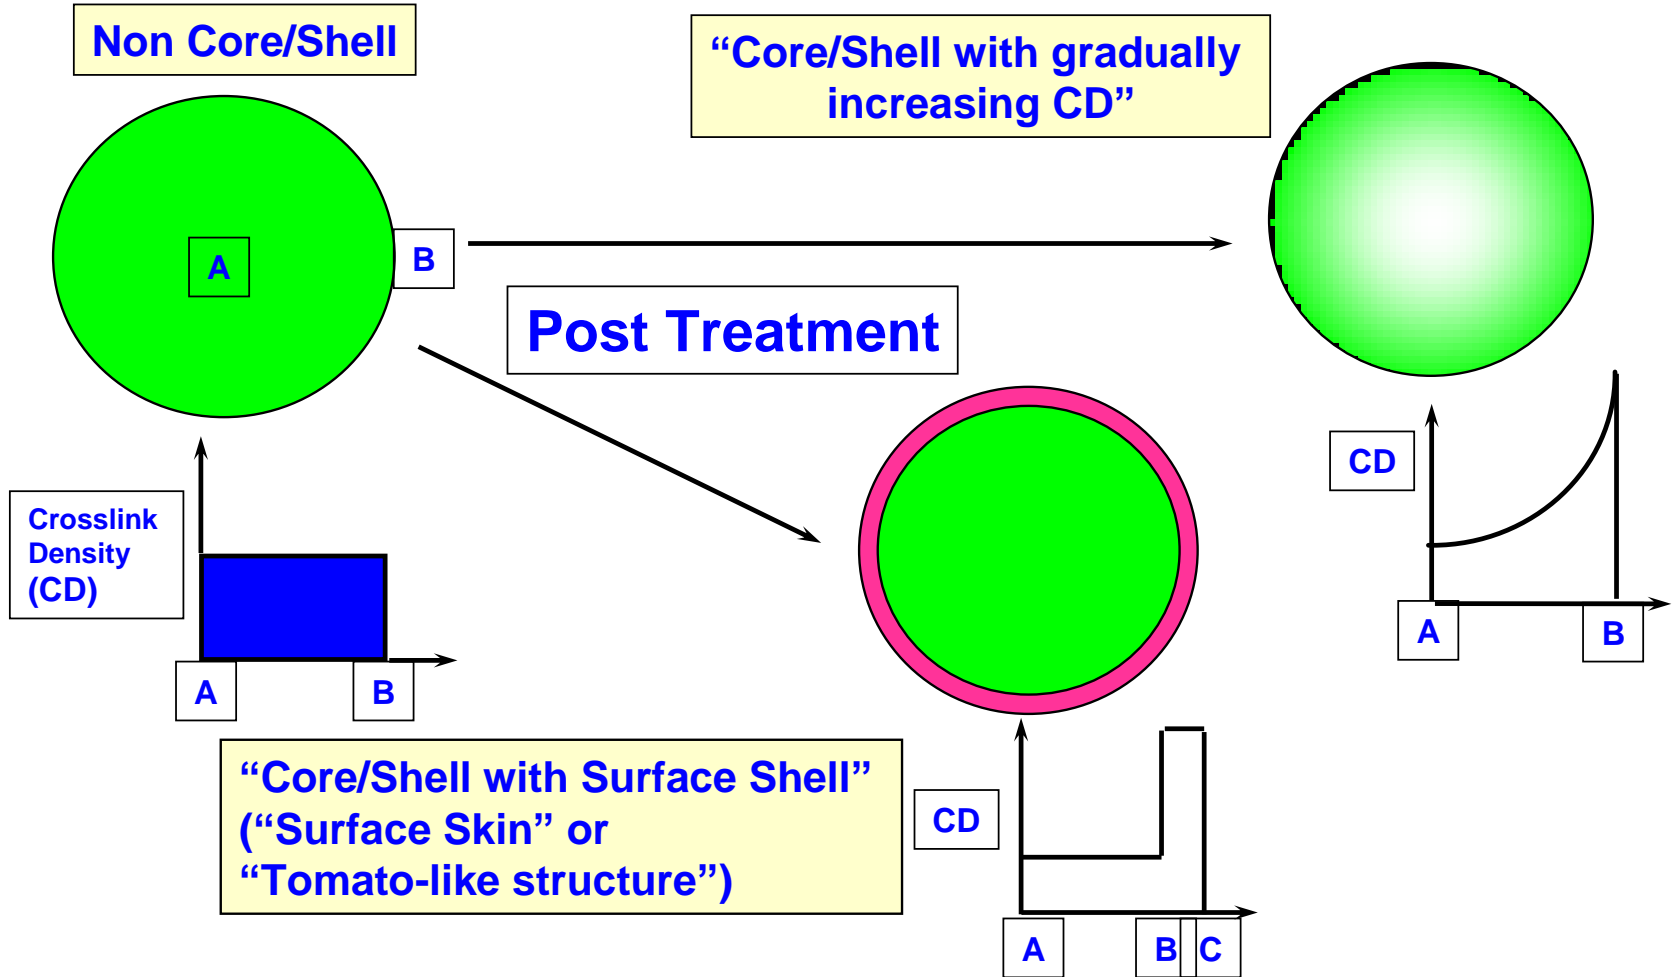 Non Core/Shell
“Core/Shell with gradually
increasing CD”
A
B
Post Treatment
Crosslink
Density
(CD)
A
B
CD
A
B
“Core/Shell with Surface Shell”
(“Surface Skin” or
“Tomato-like structure”)
CD
A
B
C